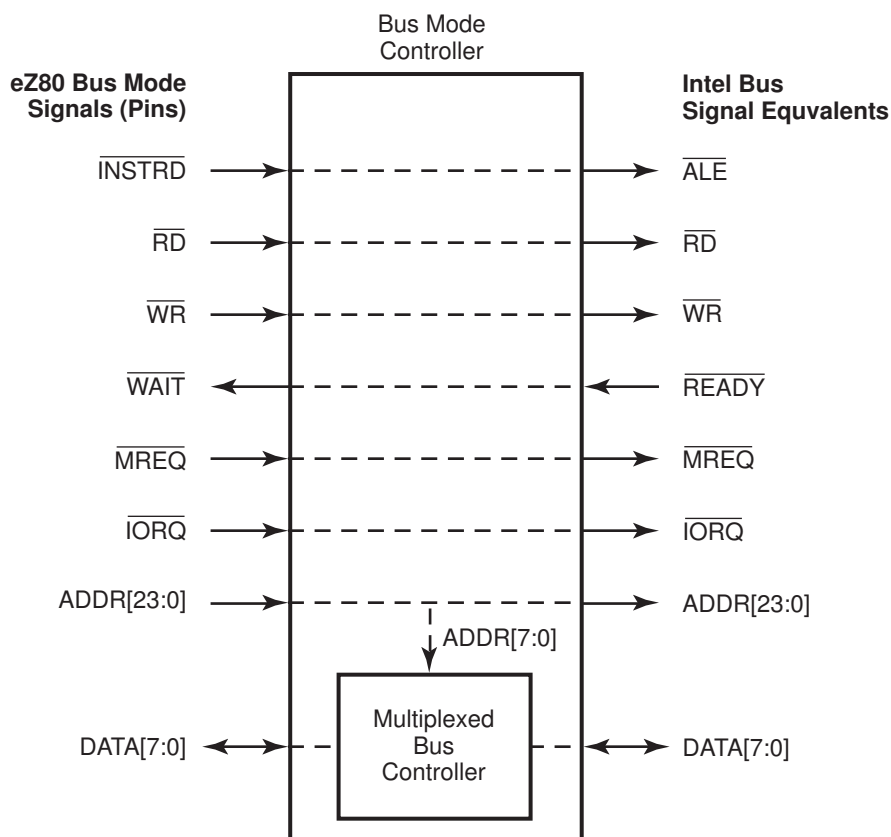 Bus Mode
Controller
eZ80 Bus Mode
Signals (Pins)
Intel Bus
Signal Equvalents
INSTRD
ALE
RD
RD
WR
WR
WAIT
READY
MREQ
MREQ
IORQ
IORQ
ADDR[23:0]
ADDR[23:0]
ADDR[7:0]
Multiplexed
Bus
Controller
DATA[7:0]
DATA[7:0]